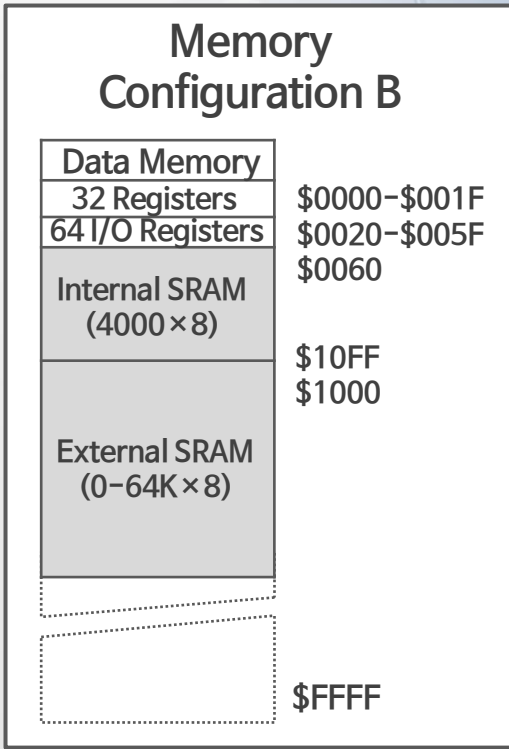 Memory
Configuration B
Data Memory
32 Registers
$0000-$001F
64 I/O Registers
$0020-$005F
$0060
Internal SRAM
(4000×8)
$10FF
$1000
External SRAM
(0-64K×8)
$FFFF